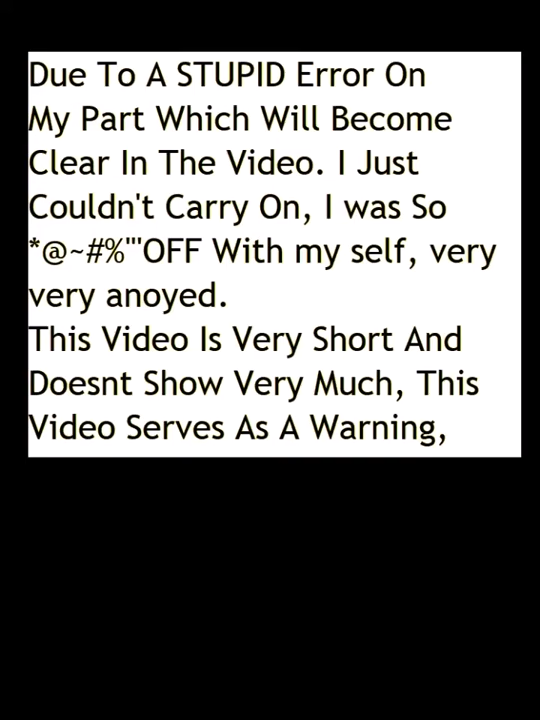 Due To A STUPID Error On
My Part Which Will Become
Clear In The Video. I Just
Couldn't Carry On, I was So
*@~#%"'OFF With my self, very
very anoyed.
This Video Is Very Short And
Doesnt Show Very Much, This
Video Serves As A Warning,